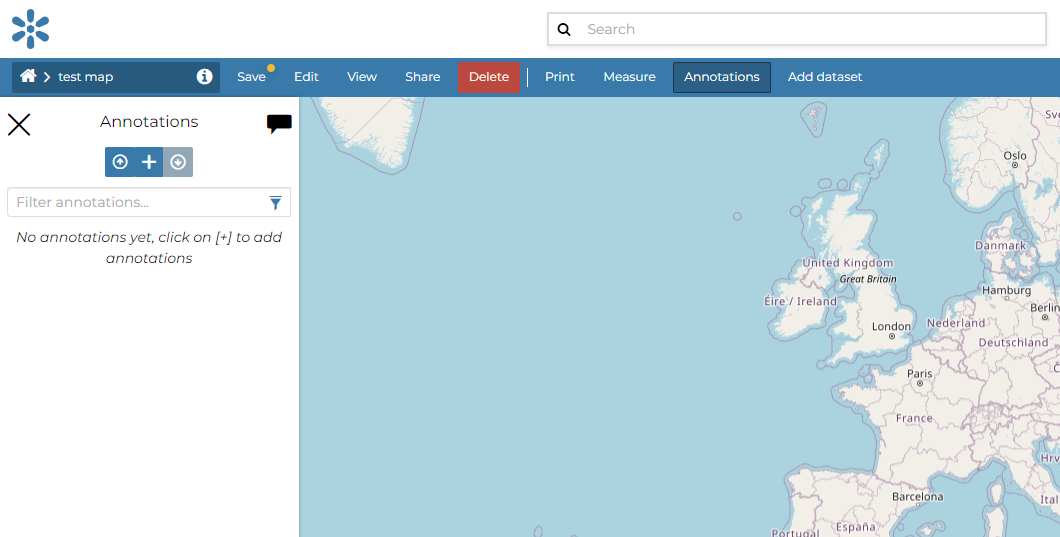 Search
test map
Save
Edit
View
Share
Delete
Print
Measure
Annotations
Add dataset
Annotations
Filter annotations...
No annotations yet, click on [+] to add
annotations
Oslo
Danmark
United Kingdom
Great Britain
Éire / Ireland
Hamburg
Berlin
London
Nederland
Deutschland
Paris
France
Barcelona
España
Portugal